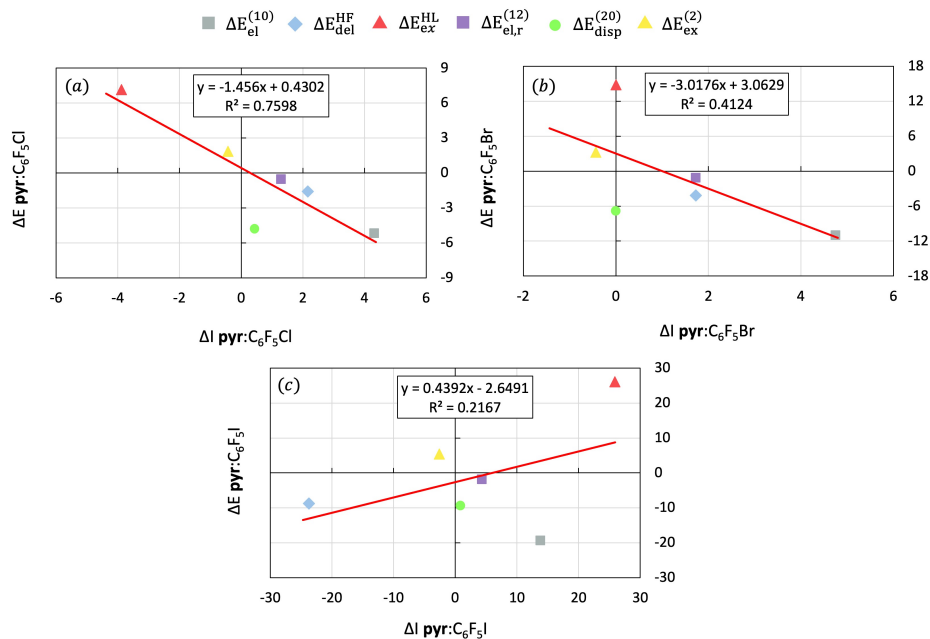 ΔE_el^(10) ΔE_del^HF ΔE_ex^HL ΔE_el,r^(12) ΔE_disp^(20) ΔE_ex^(2)
(a)
y = -1.456x + 0.4302
R² = 0.7598
9
6
3
0
-3
-6
-9
ΔE pyr:C₆F₅Cl
-6 -4 -2 0 2 4 6
ΔI pyr:C₆F₅Cl
(b)
y = -3.0176x + 3.0629
R² = 0.4124
18
12
6
0
-6
-12
-18
ΔE pyr:C₆F₅Br
-2 0 2 4 6
ΔI pyr:C₆F₅Br
(c)
y = 0.4392x - 2.6491
R² = 0.2167
30
20
10
0
-10
-20
-30
ΔE pyr:C₆F₅I
-30 -20 -10 0 10 20 30
ΔI pyr:C₆F₅I